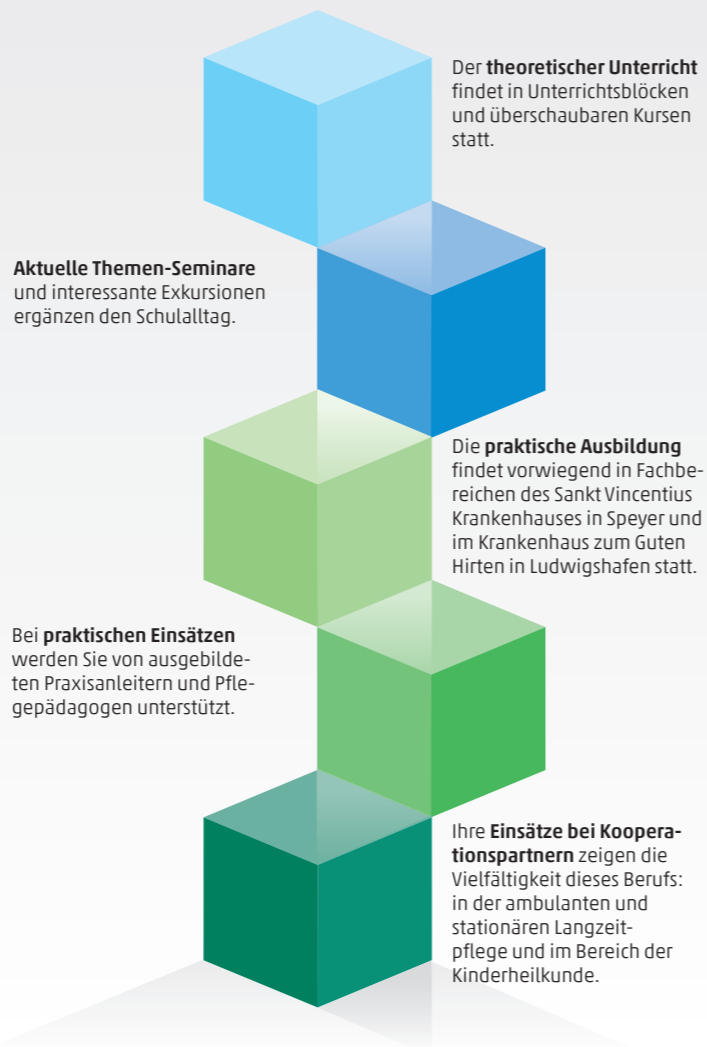 Der theoretischer Unterricht
findet in Unterrichtsblöcken
und überschaubaren Kursen
statt.
Aktuelle Themen-Seminare
und interessante Exkursionen
ergänzen den Schulalltag.
Die praktische Ausbildung
findet vorwiegend in Fachbe-
reichen des Sankt Vincentius
Krankenhauses in Speyer und
im Krankenhaus zum Guten
Hirten in Ludwigshafen statt.
Bei praktischen Einsätzen
werden Sie von ausgebilde-
ten Praxisanleitern und Pfle-
gepädagogen unterstützt.
Ihre Einsätze bei Koopera-
tionspartnern zeigen die
Vielfältigkeit dieses Berufs:
in der ambulanten und
stationären Langzeit-
pflege und im Bereich der
Kinderheilkunde.